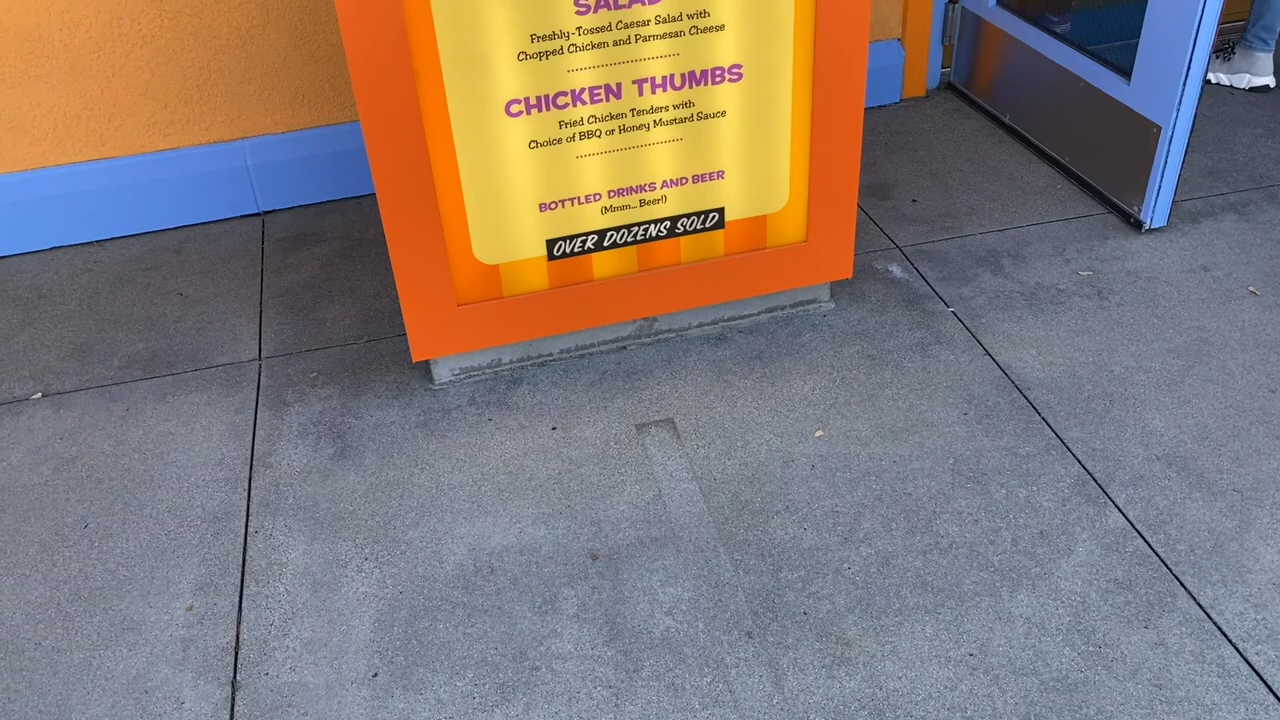 SALAD
Freshly-Tossed Caesar Salad with
Chopped Chicken and Parmesan Cheese
CHICKEN THUMBS
Fried Chicken Tenders with
Choice of BBQ or Honey Mustard Sauce
BOTTLED DRINKS AND BEER
(Mmm... Beer!)
OVER DOZENS SOLD